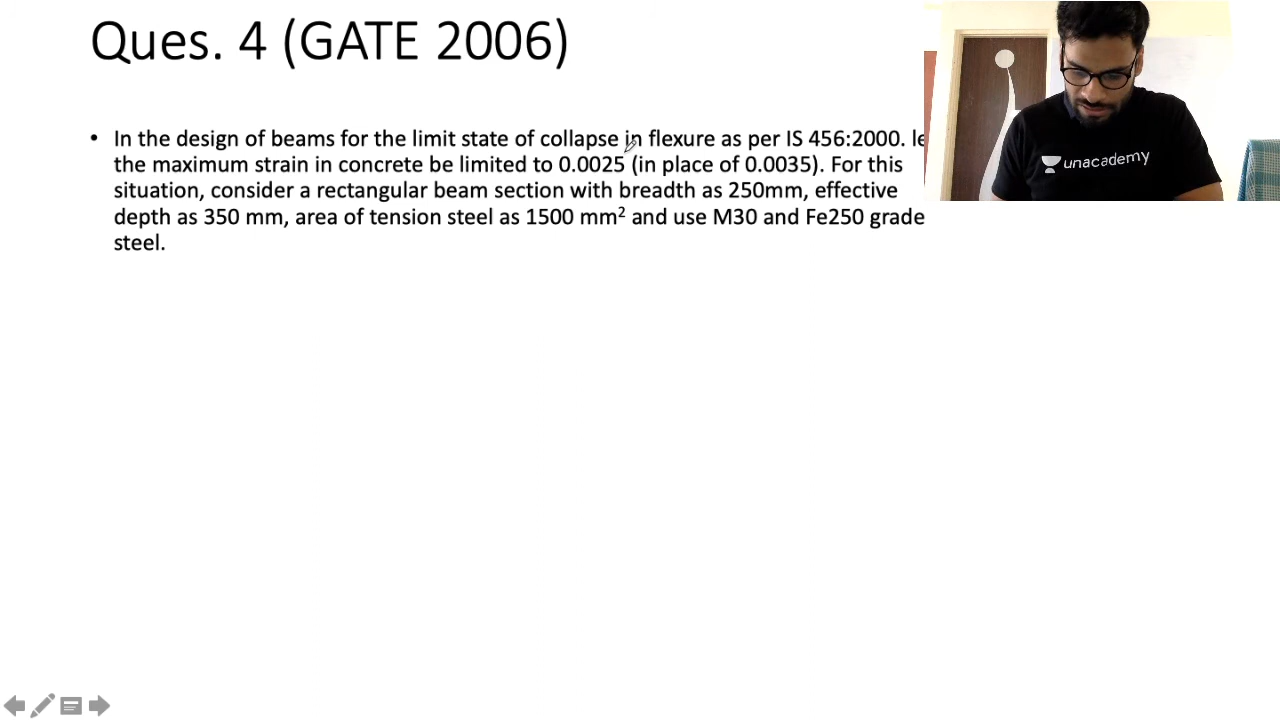 Ques. 4 (GATE 2006)
• In the design of beams for the limit state of collapse in flexure as per IS 456:2000.
the maximum strain in concrete be limited to 0.0025 (in place of 0.0035). For this
situation, consider a rectangular beam section with breadth as 250mm, effective
depth as 350 mm, area of tension steel as 1500 mm² and use M30 and Fe250 grade
steel.
unacademy